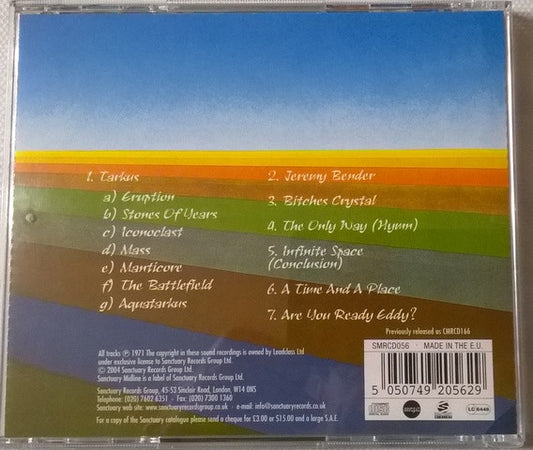 1. Tarkus
a) Eruption
b) Stones Of Years
c) Iconoclast
d) Mass
e) Manticore
f) The Battlefield
g) Aquatarkus
2. Jeremy Bender
3. Bitches Crystal
4. The Only Way (Hymn)
5. Infinite Space
(Conclusion)
6. A Time And A Place
7. Are You Ready Eddy?
Previously released as CMRCD166
All tracks ℗ 1971 The copyright in these sound recordings is owned by Leadclass Ltd
under exclusive license to Sanctuary Records Group Ltd.
© 2004 Sanctuary Records Group Ltd.
Sanctuary Midline is a label of Sanctuary Records Group Ltd.
Sanctuary Records Group, 45-53 Sinclair Road, London, W14 0NS
Telephone: (020) 7602 6351 · Fax: (020) 7300 1360
Sanctuary web site: www.sanctuaryrecordsgroup.co.uk · e-mail: info@sanctuaryrecords.co.uk
For a copy of the Sanctuary catalogue please send a cheque for £3.00 or $15.00 and a large S.A.E.
SMRCD056 · MADE IN THE E.U.
5 050749 205629
LC 6448